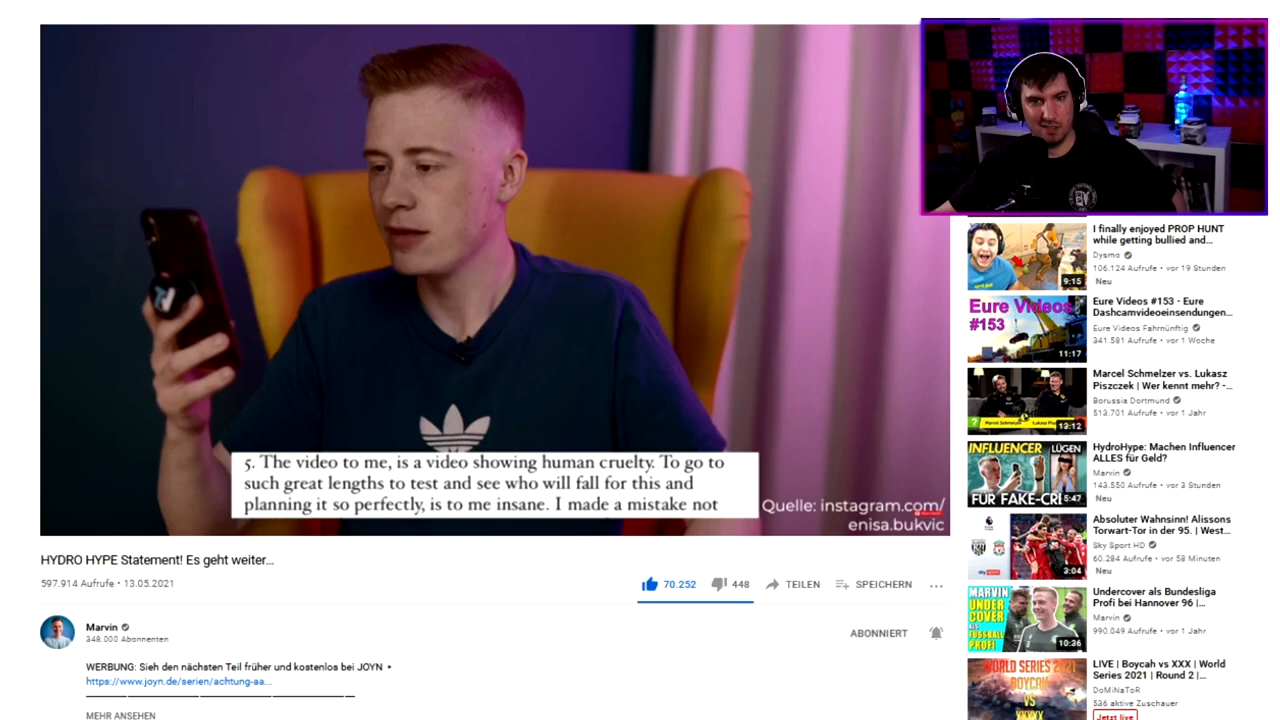 5. The video to me, is a video showing human cruelty. To go to
such great lengths to test and see who will fall for this and
planning it so perfectly, is to me insane. I made a mistake not
Quelle: instagram.com/
enisa.bukvic
HYDRO HYPE Statement! Es geht weiter...
597.914 Aufrufe • 13.05.2021
70.252
448
TEILEN
SPEICHERN
Marvin
348.000 Abonnenten
ABONNIERT
WERBUNG: Sieh den nächsten Teil früher und kostenlos bei JOYN
https://www.joyn.de/serien/achtung-aa...
MEHR ANSEHEN
9:15
I finally enjoyed PROP HUNT
while getting bullied and...
Dysmo
106.124 Aufrufe • vor 19 Stunden
Neu
Eure Videos
#153
11:17
Eure Videos #153 - Eure
Dashcamvideoeinsendungen...
Eure Videos Fahrnünftig
341.581 Aufrufe • vor 1 Woche
13:12
Marcel Schmelzer vs. Lukasz
Piszczek | Wer kennt mehr? -...
Borussia Dortmund
513.701 Aufrufe • vor 1 Jahr
INFLUENCER LÜGEN
FÜR FAKE-CR
5:47
HydroHype: Machen Influencer
ALLES für Geld?
Marvin
143.550 Aufrufe • vor 3 Stunden
Neu
sky sport
3:04
Absoluter Wahnsinn! Alissons
Torwart-Tor in der 95. | West...
Sky Sport HD
60.284 Aufrufe • vor 58 Minuten
Neu
MARVIN
UNDER
COVER
ALS
FUSSBALL
PROFI
10:36
Undercover als Bundesliga
Profi bei Hannover 96 |...
Marvin
990.049 Aufrufe • vor 1 Jahr
WORLD SERIES 2021
BOYCAH
VS
XXX
LIVE | Boycah vs XXX | World
Series 2021 | Round 2 |...
DoMiNaToR
536 aktive Zuschauer
Jetzt live